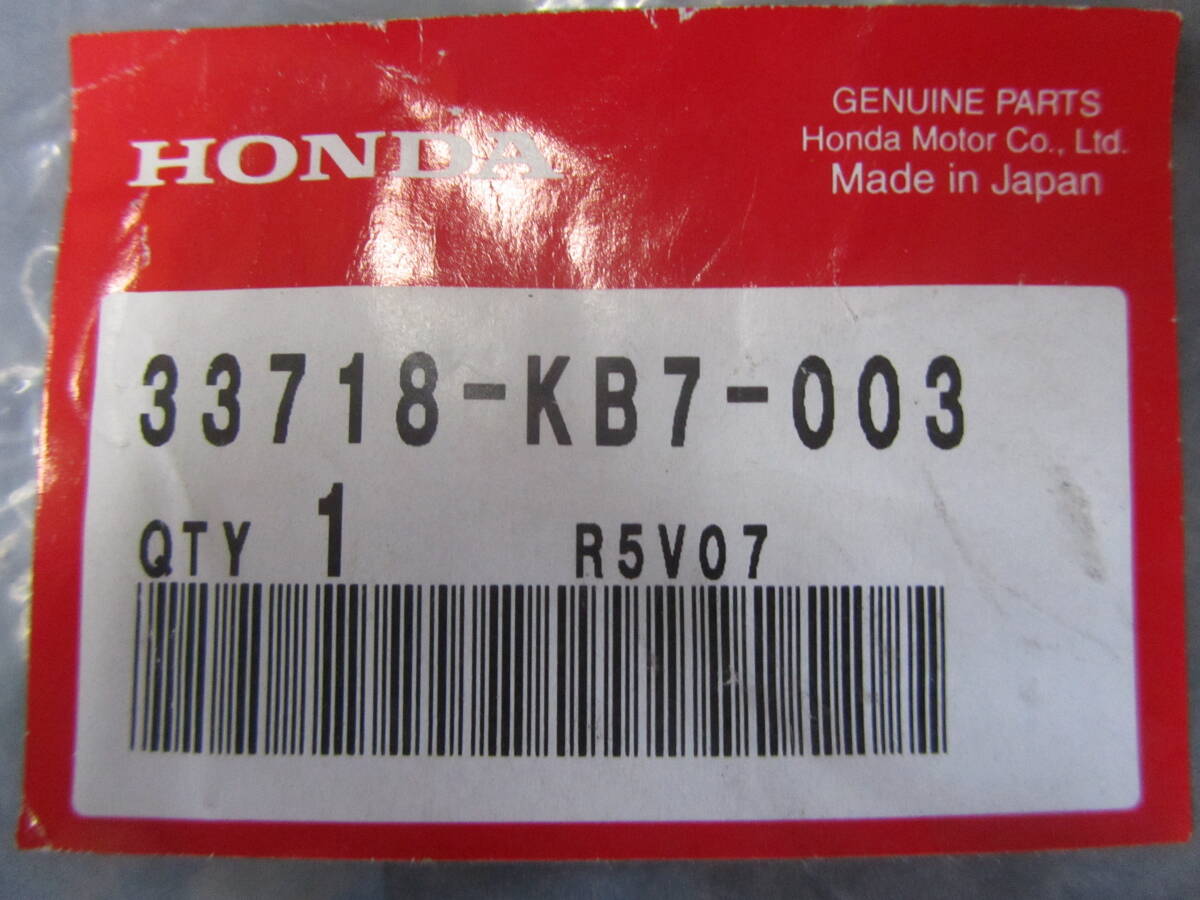 HONDA
GENUINE PARTS
Honda Motor Co., Ltd.
Made in Japan
33718-KB7-003
QTY 1 R5V07